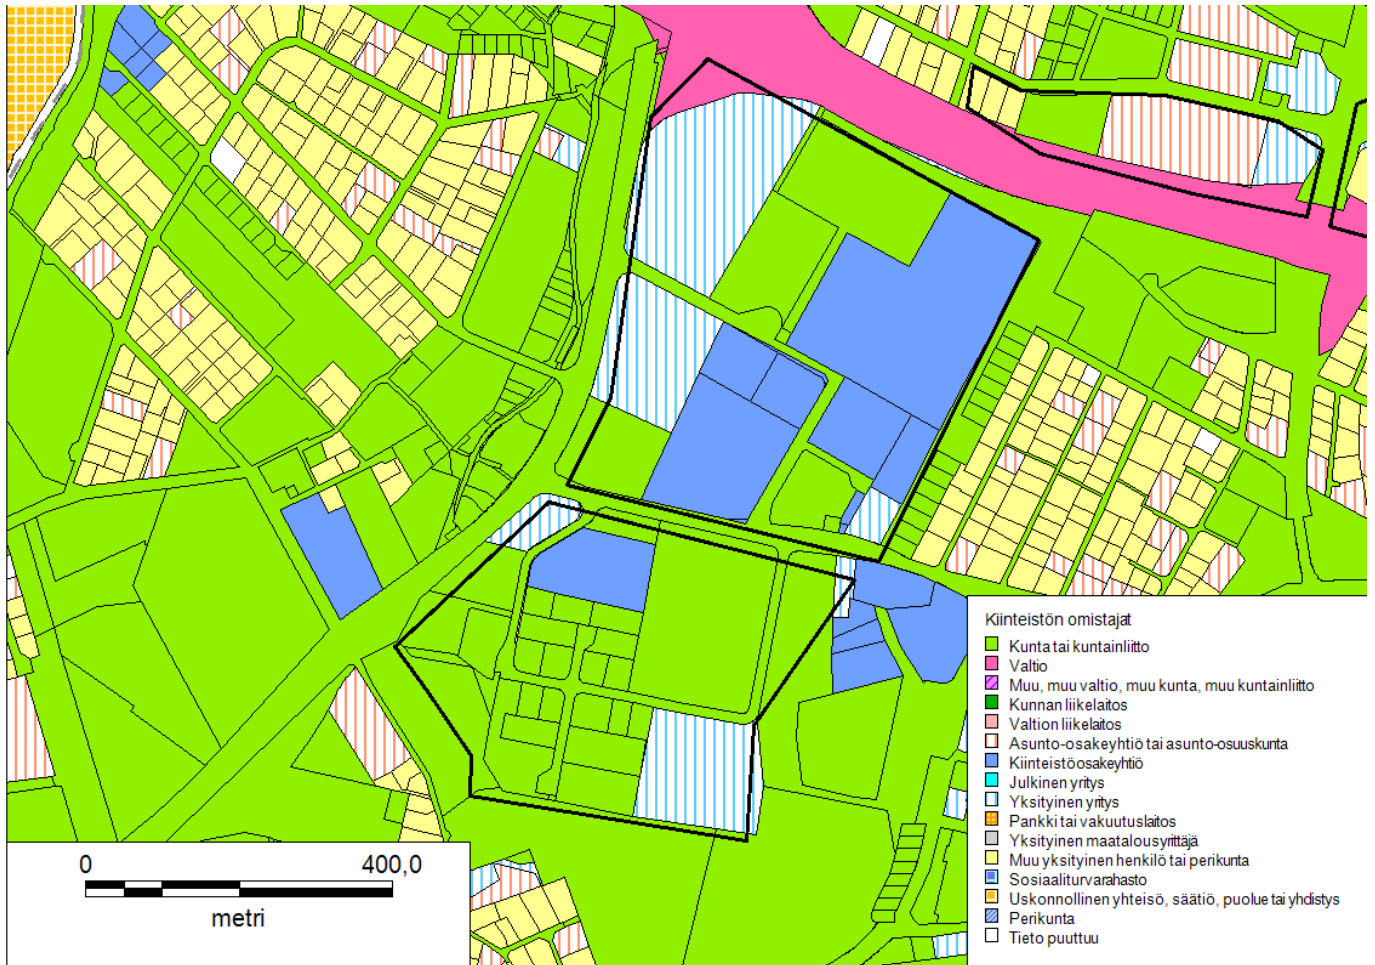 Kiinteistön omistajat
Kunta tai kuntainliitto
Valtio
Muu, muu valtio, muu kunta, muu kuntainliitto
Kunnan liikelaitos
Valtion liikelaitos
Asunto-osakeyhtiö tai asunto-osuuskunta
Kiinteistöosakeyhtiö
Julkinen yritys
Yksityinen yritys
Pankki tai vakuutuslaitos
Yksityinen maatalousyrittäjä
Muu yksityinen henkilö tai perikunta
Sosiaaliturvarahasto
Uskonnollinen yhteisö, säätiö, puolue tai yhdistys
Perikunta
Tieto puuttuu
0 400,0
metri